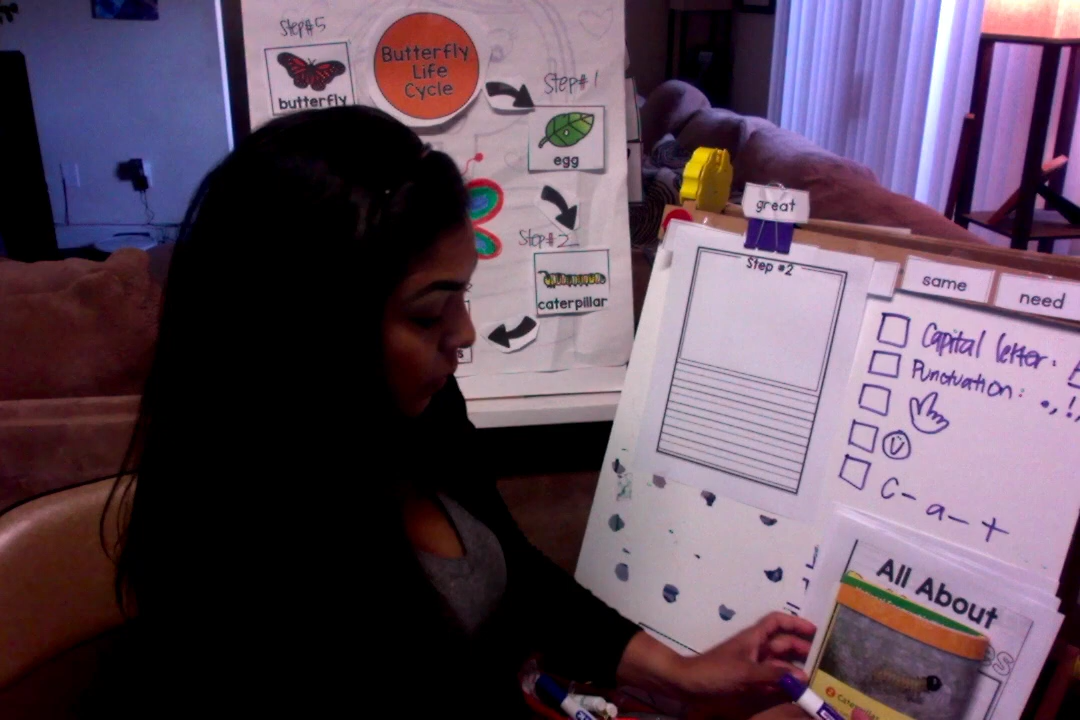 Step#5
Butterfly
Life
Cycle
butterfly
Step#1
egg
Step#2
caterpillar
great
Step #2
same
need
Capital letter:
Punctuation: . , !
C- a- t
All About